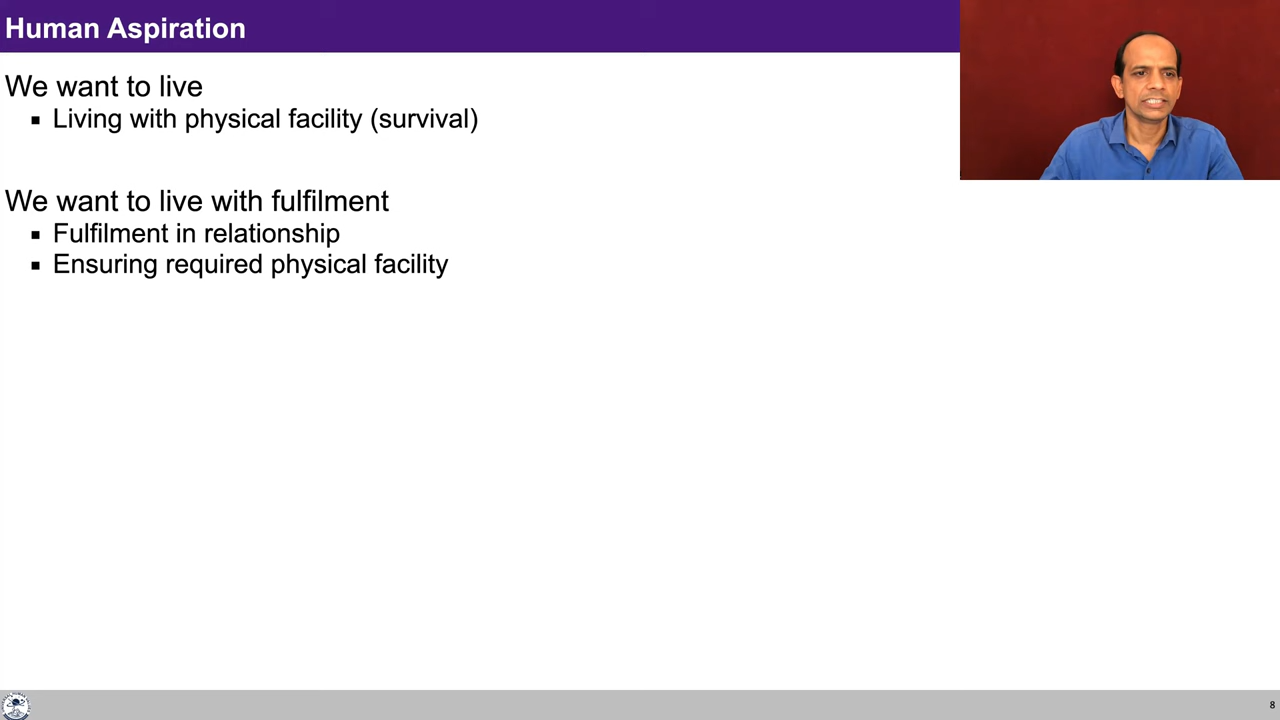 Human Aspiration
We want to live
▪ Living with physical facility (survival)
We want to live with fulfilment
▪ Fulfilment in relationship
▪ Ensuring required physical facility
8